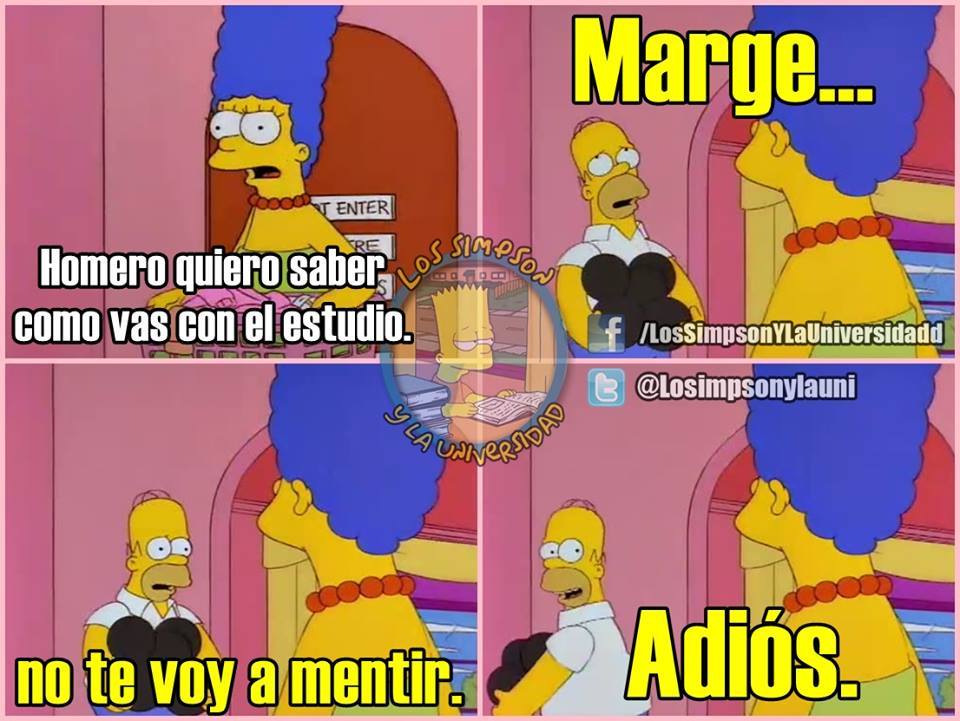 Homero quiero saber
como vas con el estudio.
T ENTER
Marge...
/LosSimpsonYLaUniversidadd
LOS SIMPSON
Y LA UNIVERSIDAD
@Losimpsonylauni
no te voy a mentir.
Adiós.